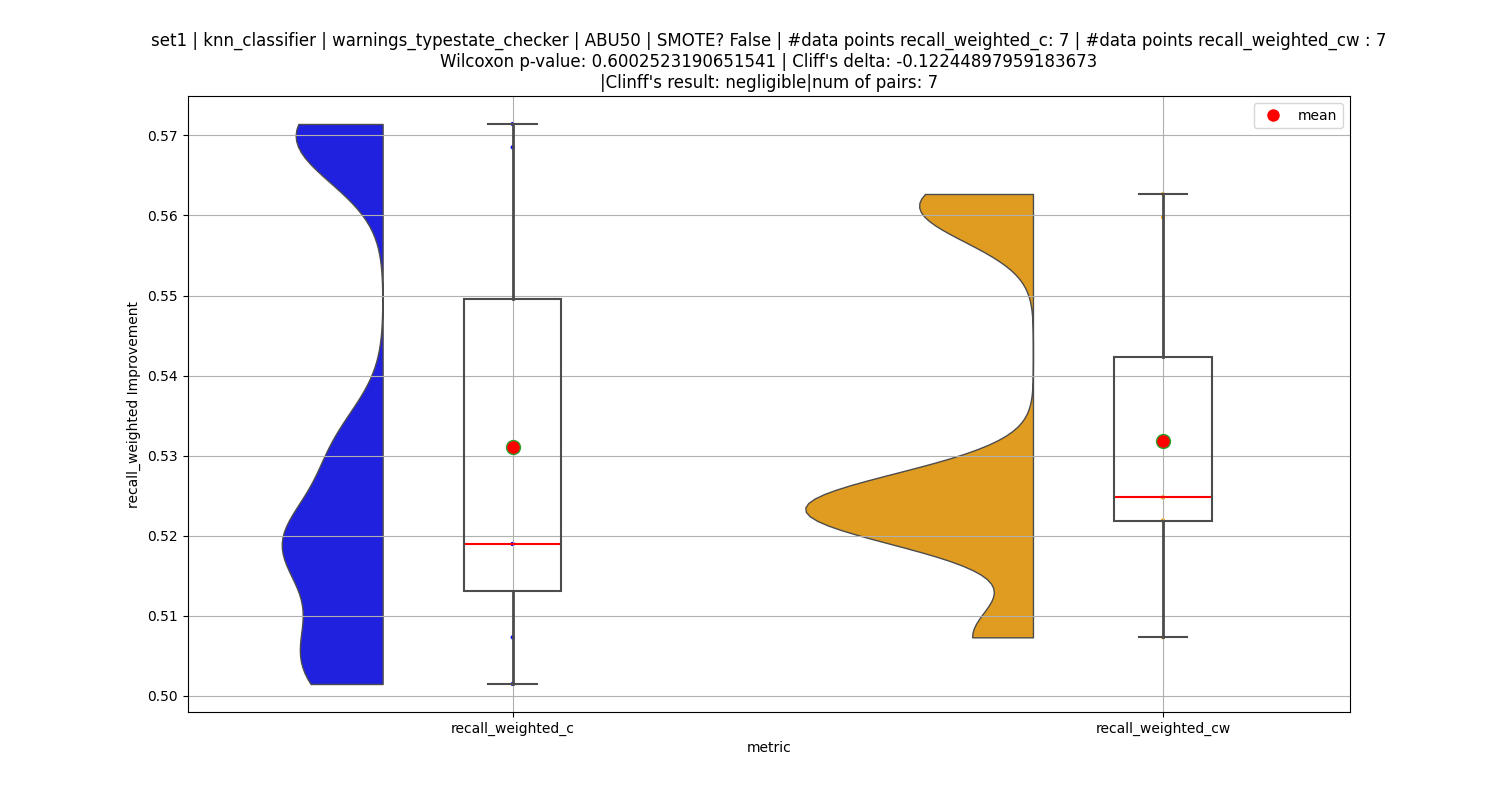 set1 | knn_classifier | warnings_typestate_checker | ABU50 | SMOTE? False | #data points recall_weighted_c: 7 | #data points recall_weighted_cw : 7
Wilcoxon p-value: 0.6002523190651541 | Cliff's delta: -0.12244897959183673
|Clinff's result: negligible|num of pairs: 7
mean
0.57
0.56
0.55
0.54
0.53
0.52
0.51
0.50
recall_weighted Improvement
recall_weighted_c
recall_weighted_cw
metric